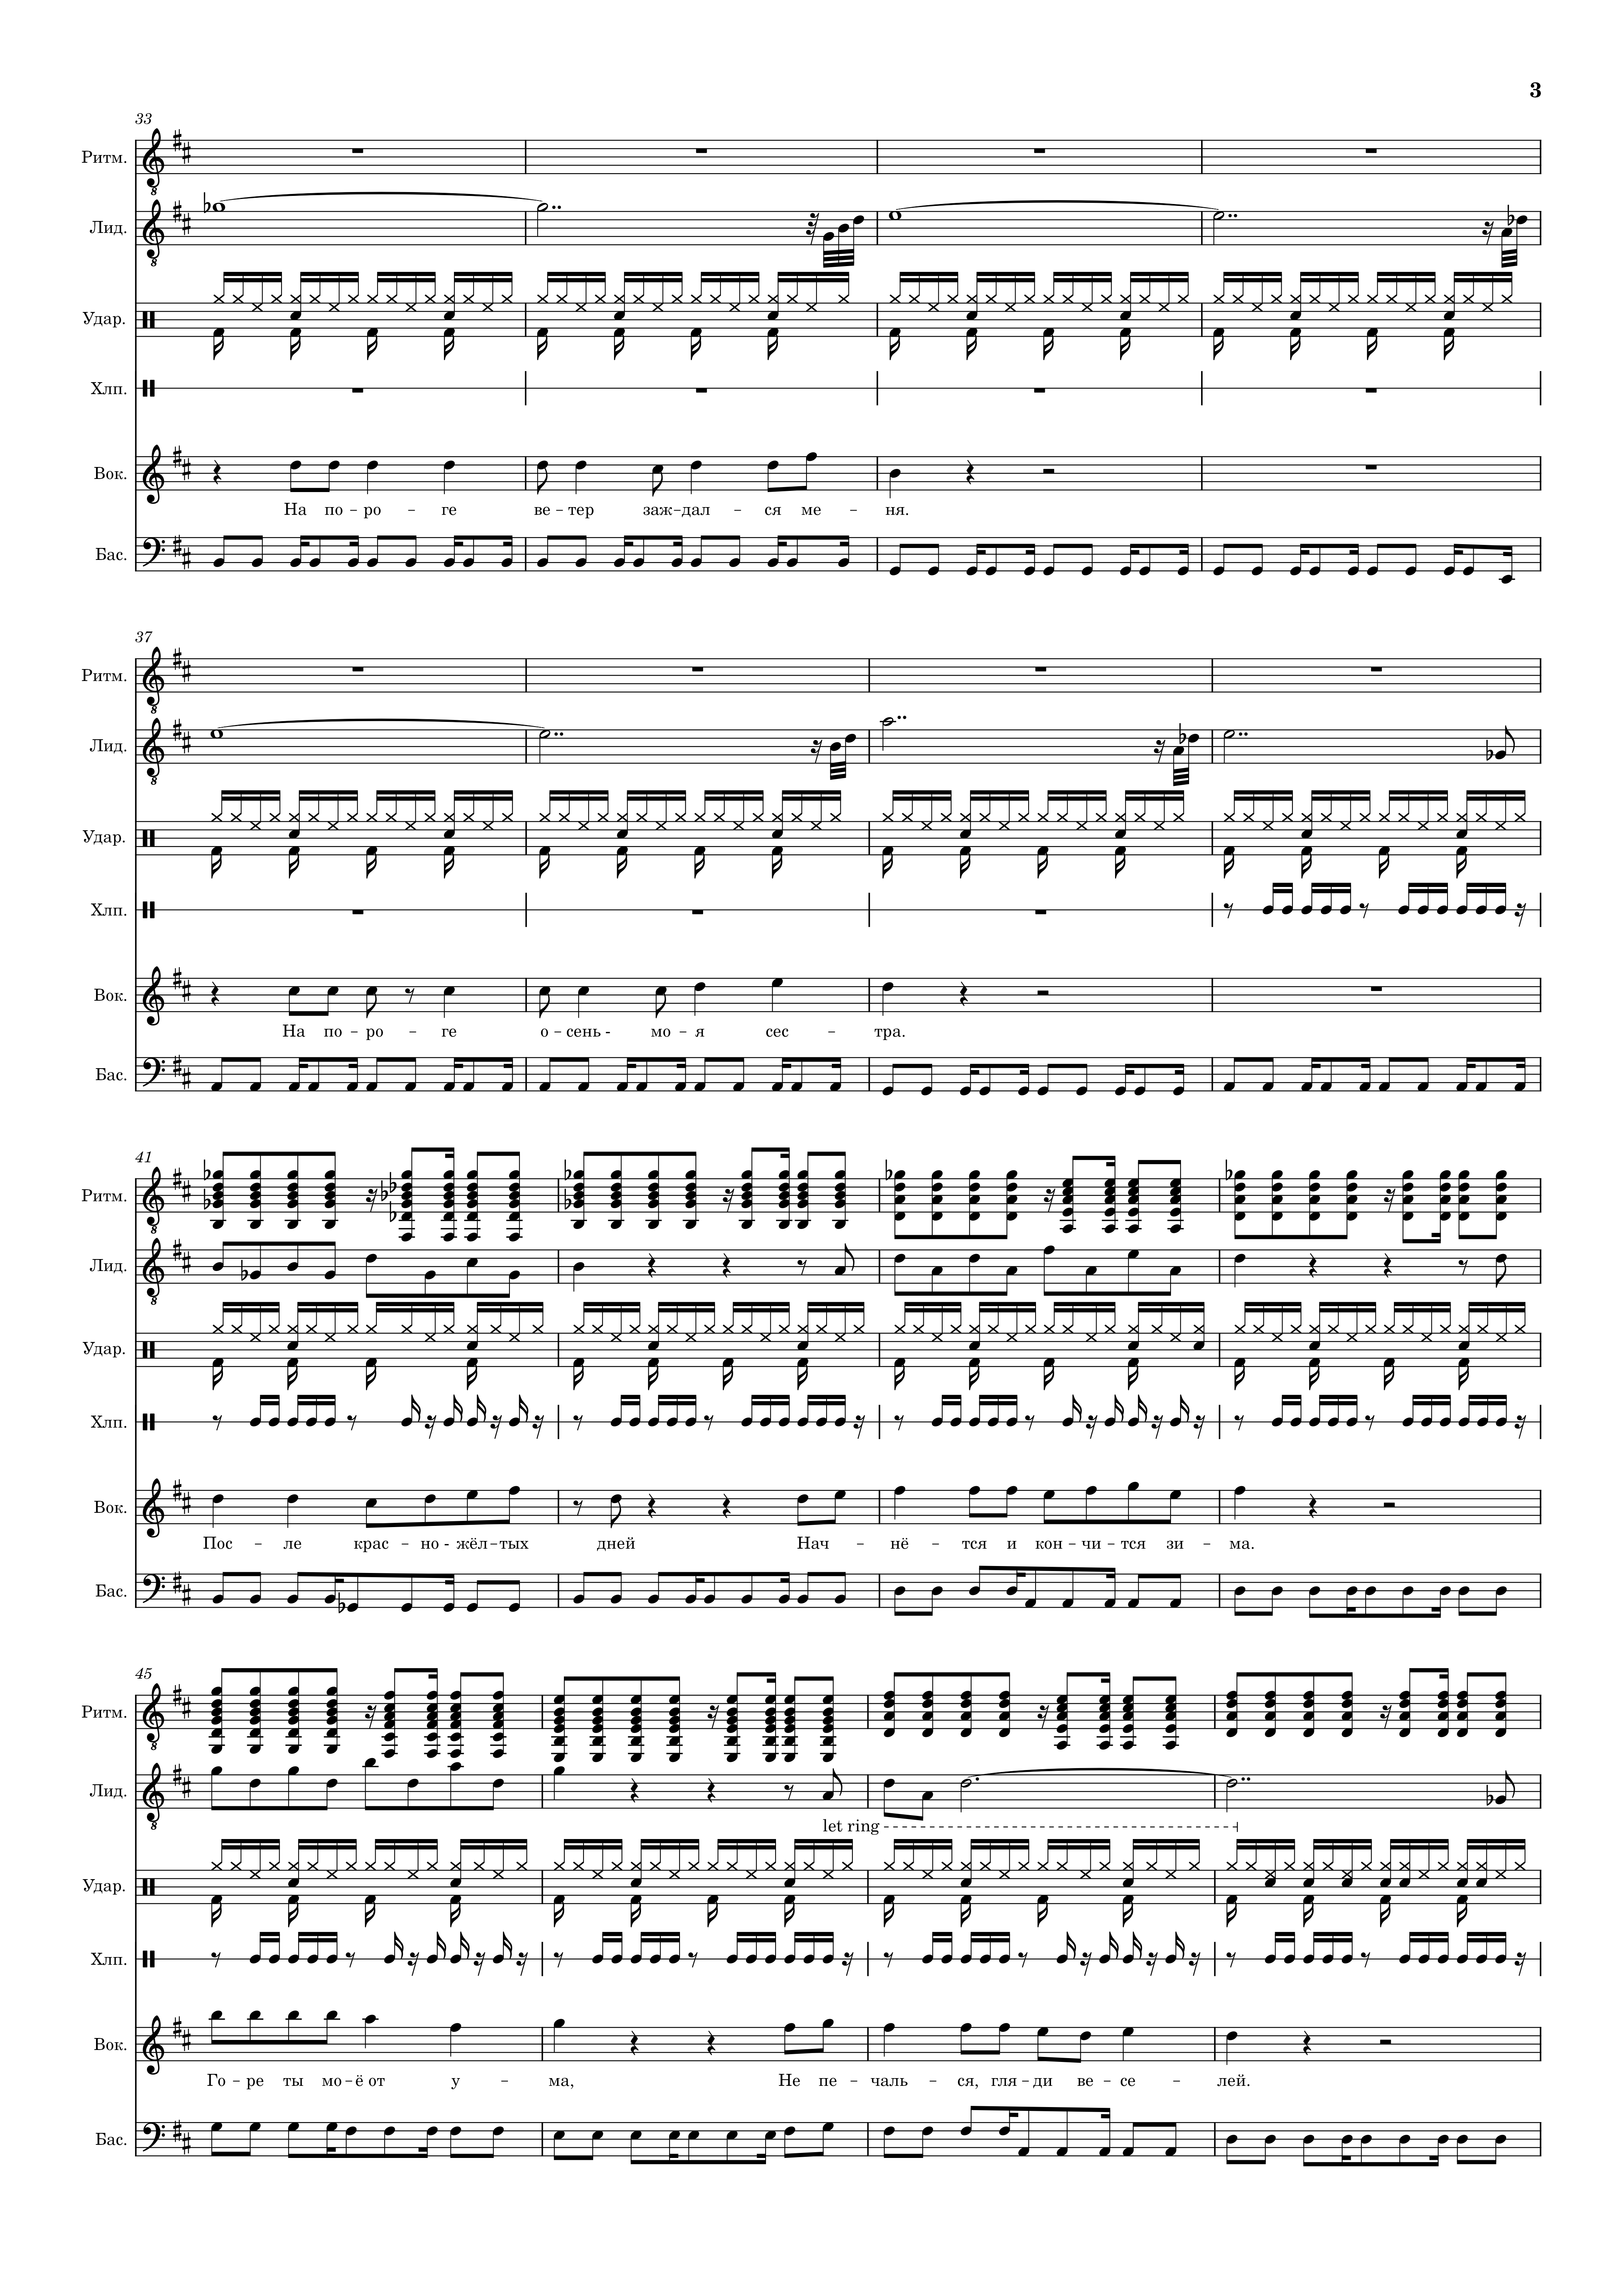 3
33
Ритм.
Лид.
Удар.
Хлп.
Вок.
На по – ро – ге ве – тер заж – дал – ся ме – ня.
Бас.
37
Ритм.
Лид.
Удар.
Хлп.
Вок.
На по – ро – ге о – сень - мо – я сес – тра.
Бас.
41
Ритм.
Лид.
Удар.
Хлп.
Вок.
Пос – ле крас – но - жёл – тых дней Нач – нё – тся и кон – чи – тся зи – ма.
Бас.
45
Ритм.
Лид.
let ring
Удар.
Хлп.
Вок.
Го – ре ты мо – ё от у – ма, Не пе – чаль – ся, гля – ди ве – се – лей.
Бас.